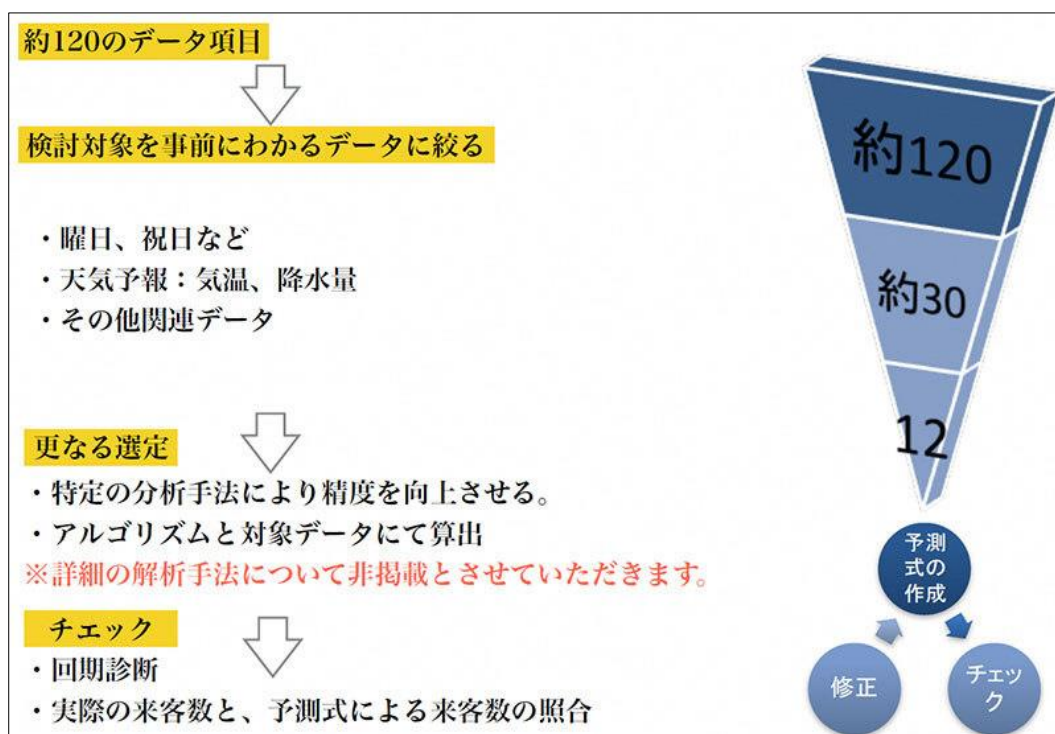 約120のデータ項目
検討対象を事前にわかるデータに絞る
・曜日、祝日など
・天気予報：気温、降水量
・その他関連データ
更なる選定
・特定の分析手法により精度を向上させる。
・アルゴリズムと対象データにて算出
※詳細の解析手法について非掲載とさせていただきます。
チェック
・回期診断
・実際の来客数と、予測式による来客数の照合
約120
約30
12
予測
式の
作成
修正
チェッ
ク